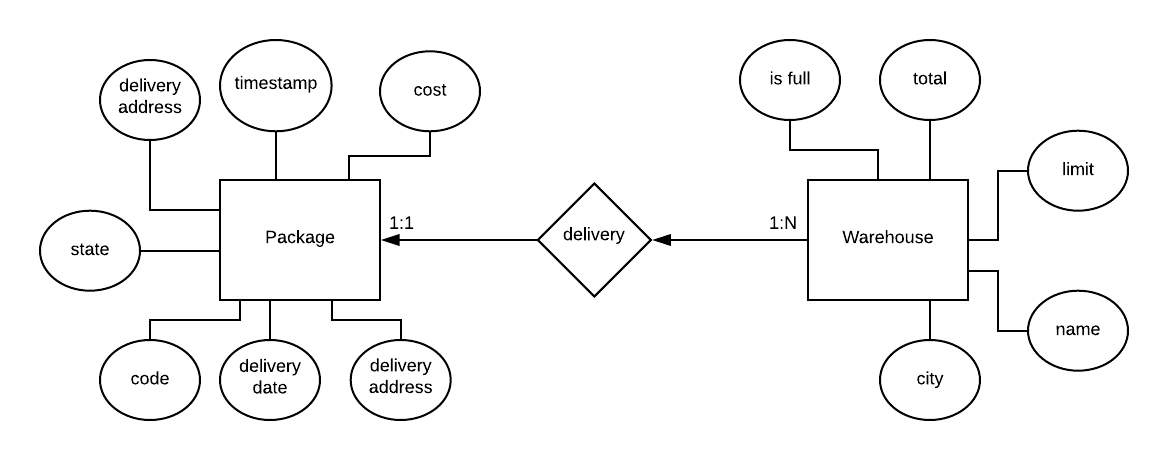 delivery
address
timestamp
cost
is full
total
limit
state
Package
1:1
delivery
1:N
Warehouse
name
code
delivery
date
delivery
address
city